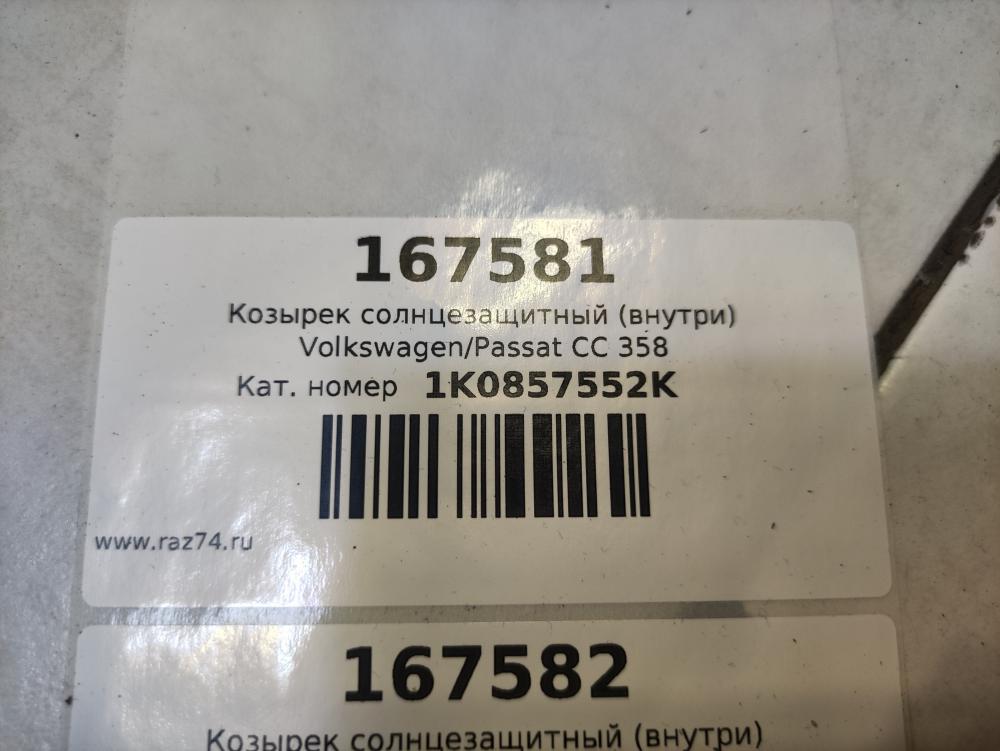 167581
Козырек солнцезащитный (внутри)
Volkswagen/Passat CC 358
Кат. номер 1K0857552K
www.raz74.ru
167582
Козырек солнцезащитный (внутри)